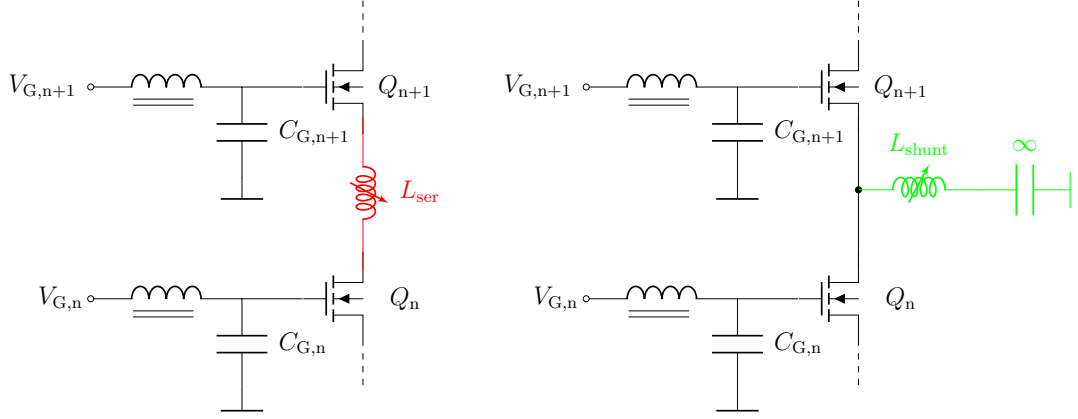 V_G,n+1
Q_n+1
C_G,n+1
L_ser
V_G,n
Q_n
C_G,n
V_G,n+1
Q_n+1
C_G,n+1
L_shunt
∞
V_G,n
Q_n
C_G,n